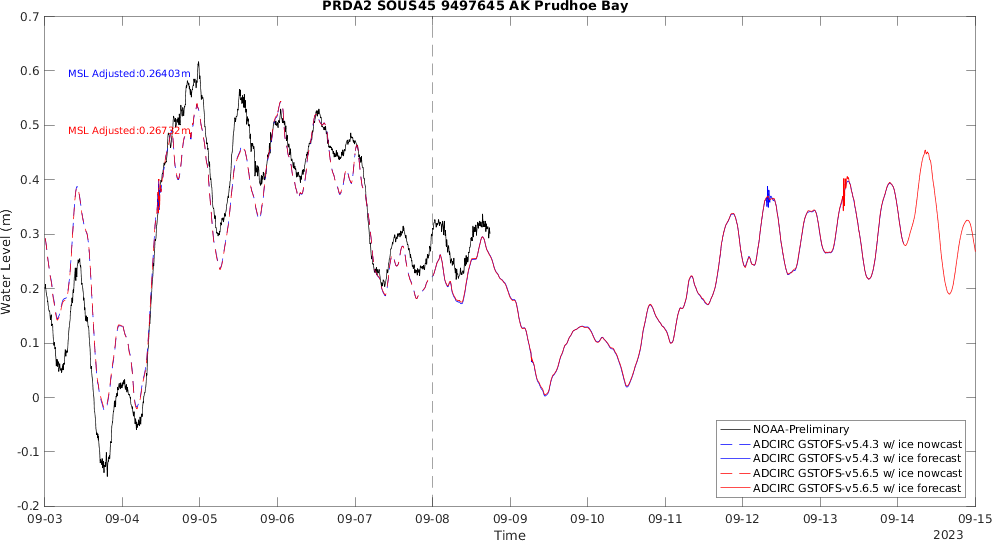 PRDA2 SOUS45 9497645 AK Prudhoe Bay
0.7
0.6
0.5
0.4
0.3
0.2
0.1
0
-0.1
-0.2
Water Level (m)
MSL Adjusted:0.26403m
MSL Adjusted:0.26732m
NOAA-Preliminary
ADCIRC GSTOFS-v5.4.3 w/ ice nowcast
ADCIRC GSTOFS-v5.4.3 w/ ice forecast
ADCIRC GSTOFS-v5.6.5 w/ ice nowcast
ADCIRC GSTOFS-v5.6.5 w/ ice forecast
09-03 09-04 09-05 09-06 09-07 09-08 09-09 09-10 09-11 09-12 09-13 09-14 09-15
Time
2023